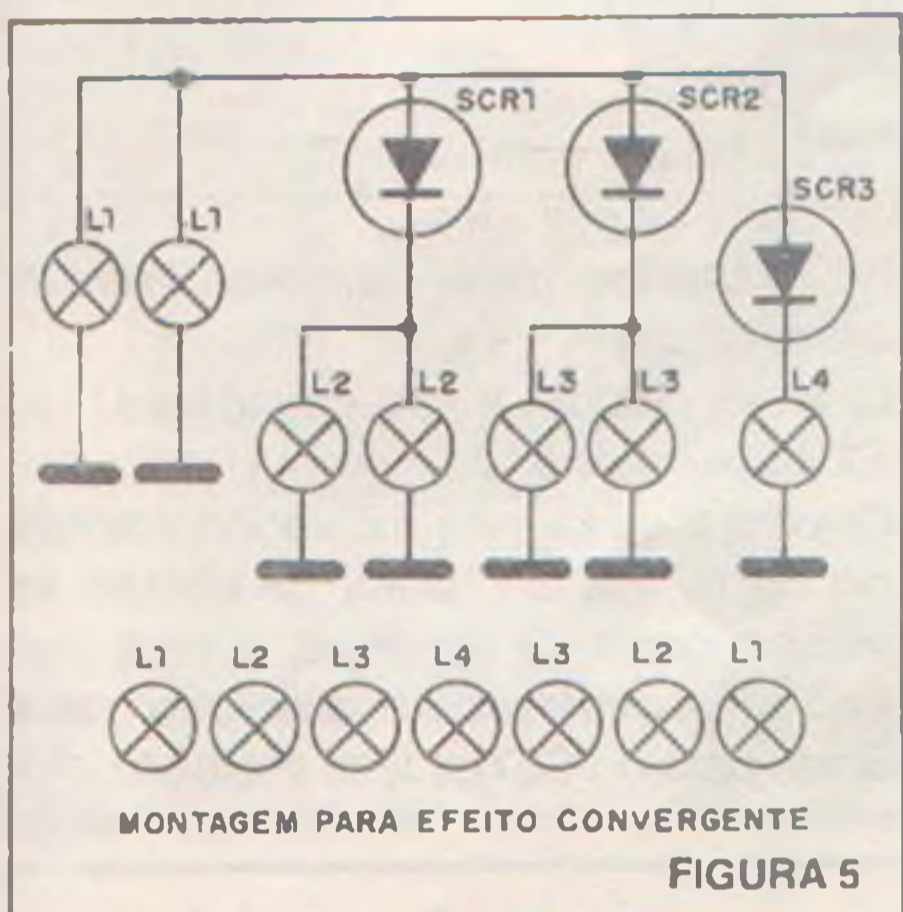 SCR1 SCR2
SCR3
L1 L1
L2 L2 L3 L3 L4
L1 L2 L3 L4 L3 L2 L1
MONTAGEM PARA EFEITO CONVERGENTE
FIGURA 5